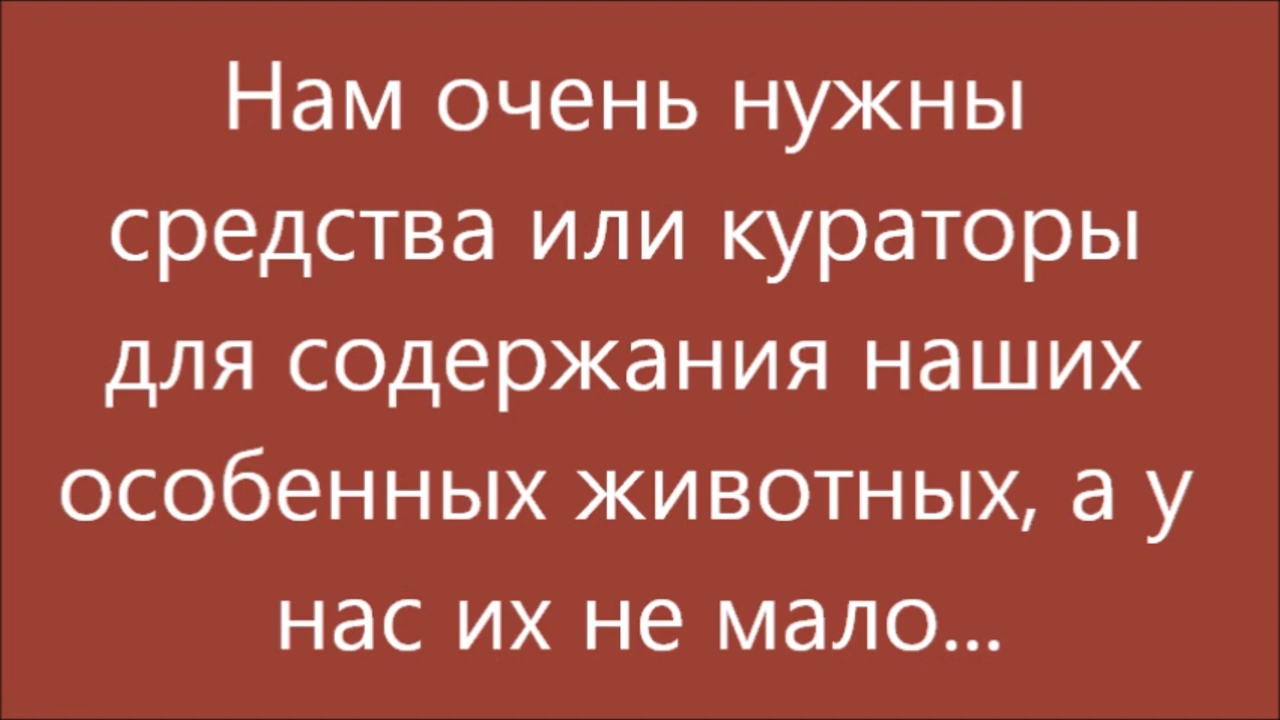 Нам очень нужны
средства или кураторы
для содержания наших
особенных животных, а у
нас их не мало...